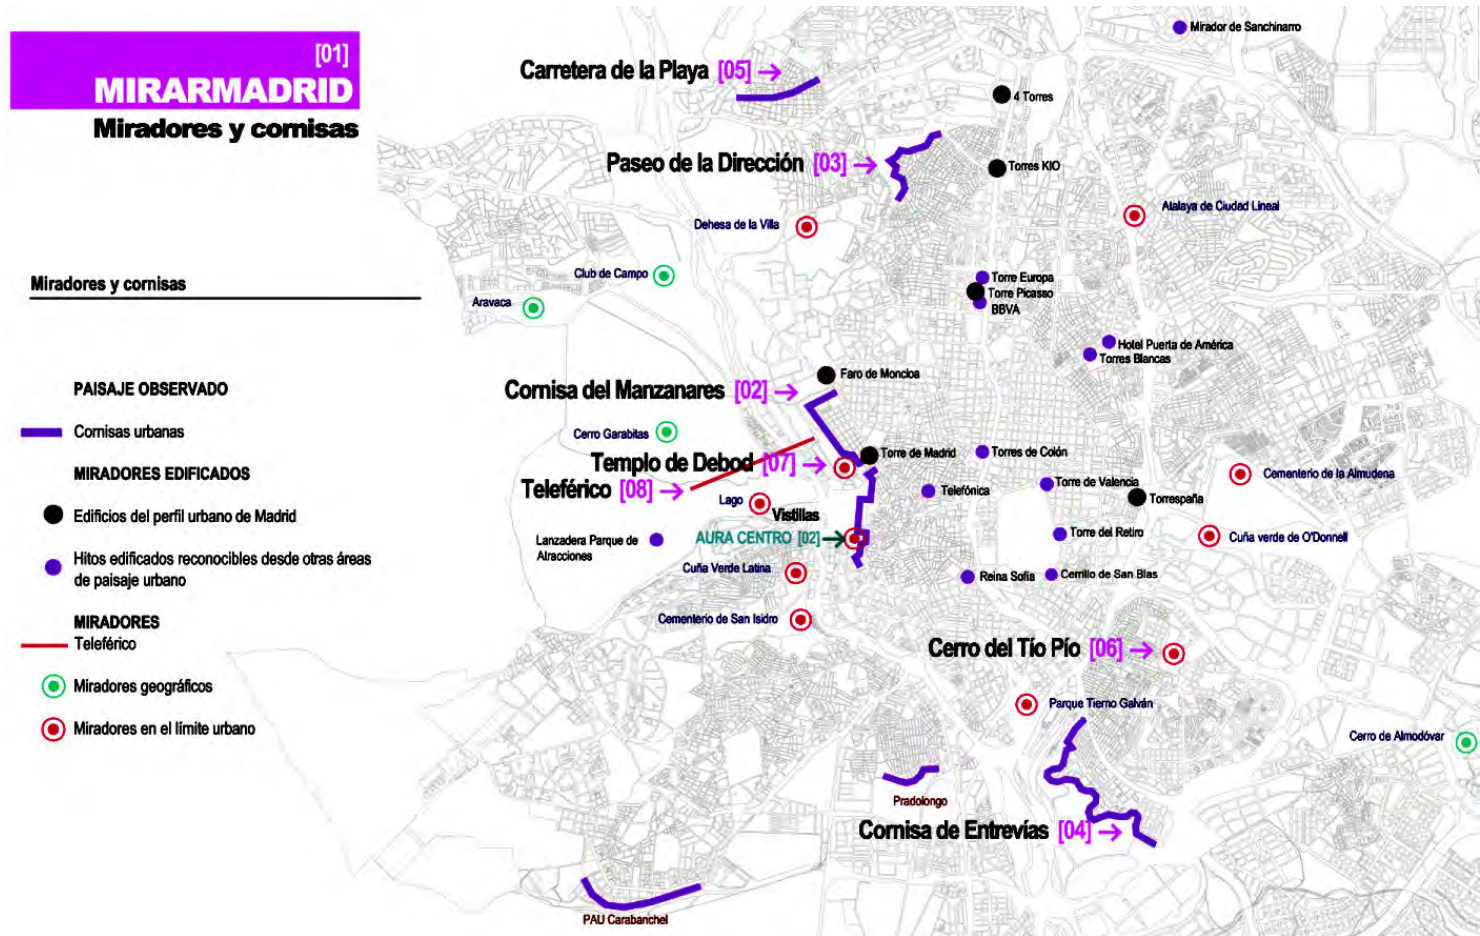 [01]
MIRARMADRID
Miradores y cornisas
Miradores y cornisas
PAISAJE OBSERVADO
Cornisas urbanas
MIRADORES EDIFICADOS
Edificios del perfil urbano de Madrid
Hitos edificados reconocibles desde otras áreas
de paisaje urbano
MIRADORES
Teleférico
Miradores geográficos
Miradores en el límite urbano
Mirador de Sanchinarro
Carretera de la Playa [05]
4 Torres
Paseo de la Dirección [03]
Torres KIO
Atalaya de Ciudad Lineal
Dehesa de la Villa
Club de Campo
Aravaca
Torre Europa
Torre Picasso
BBVA
Hotel Puerta de América
Torres Blancas
Faro de Moncloa
Cornisa del Manzanares [02]
Cerro Garabitas
Templo de Debod [07]
Torre de Madrid
Torres de Colón
Cementerio de la Almudena
Teleférico [08]
Telefónica
Torre de Valencia
Torrespaña
Lago
Vistillas
AURA CENTRO [02]
Lanzadera Parque de
Atracciones
Torre del Retiro
Cuña verde de O'Donnell
Cuña Verde Latina
Reina Sofia
Cerrillo de San Blas
Cementerio de San Isidro
Cerro del Tío Pío [06]
Parque Tierno Galván
Cerro de Almodóvar
Pradolongo
Cornisa de Entrevías [04]
PAU Carabanchel